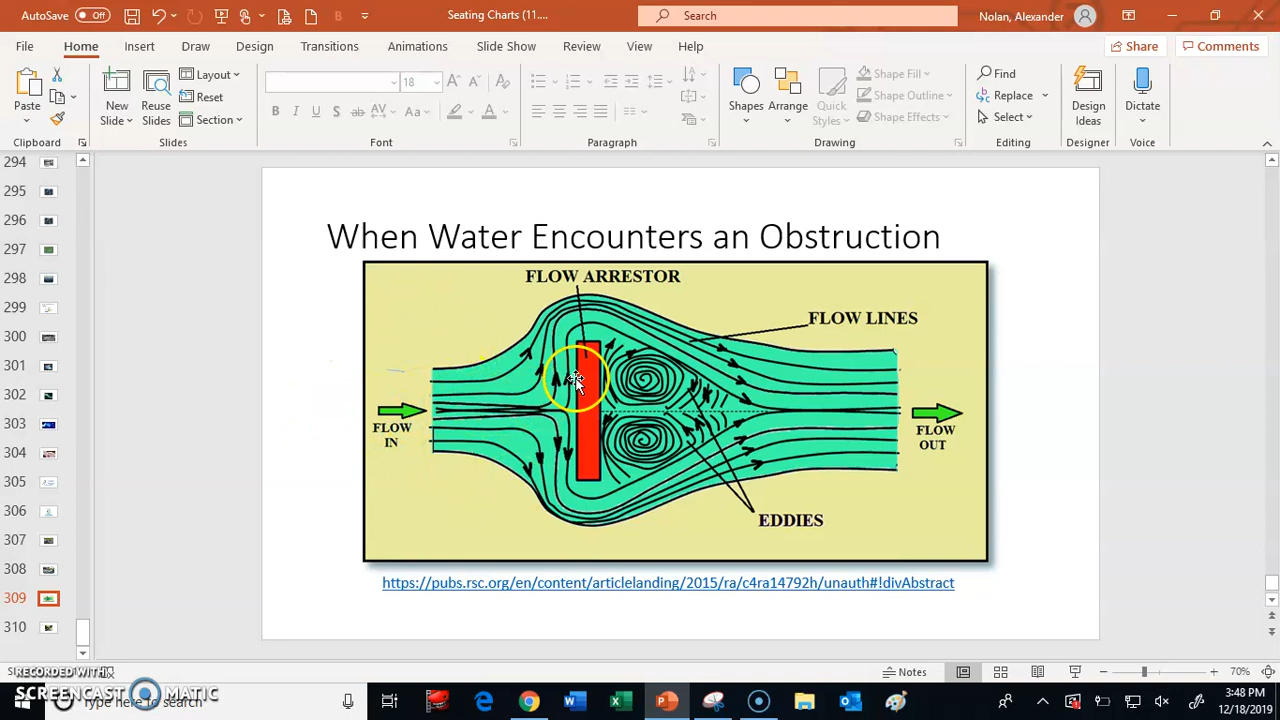 AutoSave Off Seating Charts (11.... Search Nolan, Alexander
File Home Insert Draw Design Transitions Animations Slide Show Review View Help Share Comments
Paste New Slide Reuse Slides Layout Reset Section 18 B I U S ab AV Aa A Shapes Arrange Quick Styles Shape Fill Shape Outline Shape Effects Find Replace Select Design Ideas Dictate
Clipboard Slides Font Paragraph Drawing Editing Designer Voice
294
295
296
297
298
299
300
301
302
303
304
305
306
307
308
309
310
When Water Encounters an Obstruction
FLOW ARRESTOR
FLOW LINES
FLOW
IN
FLOW
OUT
EDDIES
https://pubs.rsc.org/en/content/articlelanding/2015/ra/c4ra14792h/unauth#!divAbstract
Notes 70%
RECORDED WITH
SCREENCAST MATIC
Type here to search
3:48 PM
12/18/2019